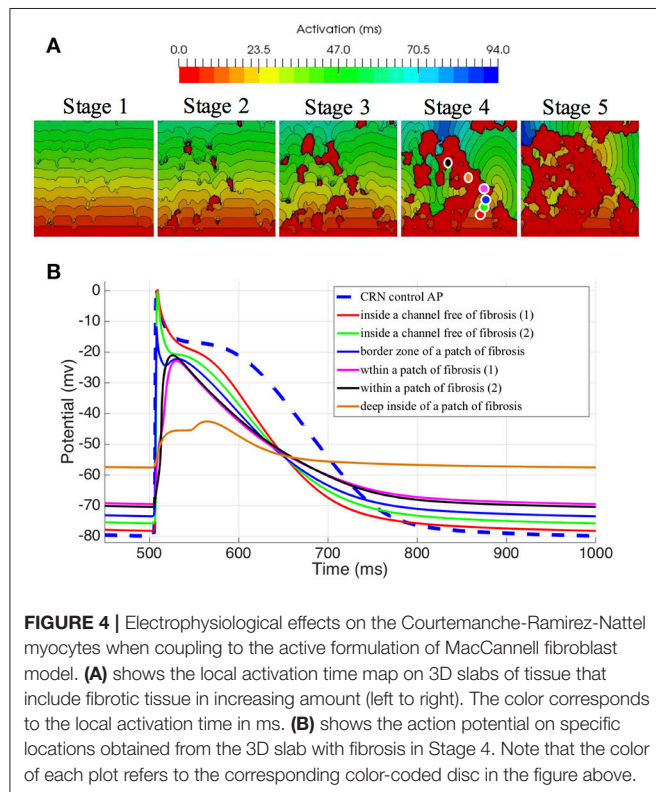 A
Activation (ms)
0.0 23.5 47.0 70.5 94.0
Stage 1 Stage 2 Stage 3 Stage 4 Stage 5
B
0
-10
-20
-30
-40
-50
-60
-70
-80
Potential (mv)
CRN control AP
inside a channel free of fibrosis (1)
inside a channel free of fibrosis (2)
border zone of a patch of fibrosis
wthin a patch of fibrosis (1)
within a patch of fibrosis (2)
deep inside of a patch of fibrosis
500 600 700 800 900 1000
Time (ms)
FIGURE 4 | Electrophysiological effects on the Courtemanche-Ramirez-Nattel
myocytes when coupling to the active formulation of MacCannell fibroblast
model. (A) shows the local activation time map on 3D slabs of tissue that
include fibrotic tissue in increasing amount (left to right). The color corresponds
to the local activation time in ms. (B) shows the action potential on specific
locations obtained from the 3D slab with fibrosis in Stage 4. Note that the color
of each plot refers to the corresponding color-coded disc in the figure above.